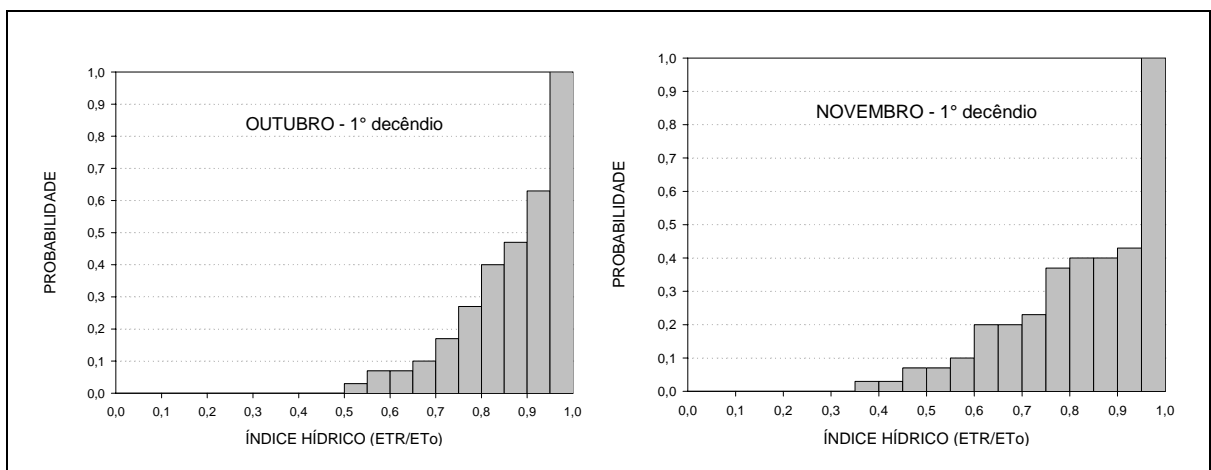 OUTUBRO - 1° decêndio
PROBABILIDADE
1,0
0,9
0,8
0,7
0,6
0,5
0,4
0,3
0,2
0,1
0,0
0,0 0,1 0,2 0,3 0,4 0,5 0,6 0,7 0,8 0,9 1,0
ÍNDICE HÍDRICO (ETR/ETo)
NOVEMBRO - 1° decêndio
PROBABILIDADE
1,0
0,9
0,8
0,7
0,6
0,5
0,4
0,3
0,2
0,1
0,0
0,0 0,1 0,2 0,3 0,4 0,5 0,6 0,7 0,8 0,9 1,0
ÍNDICE HÍDRICO (ETR/ETo)